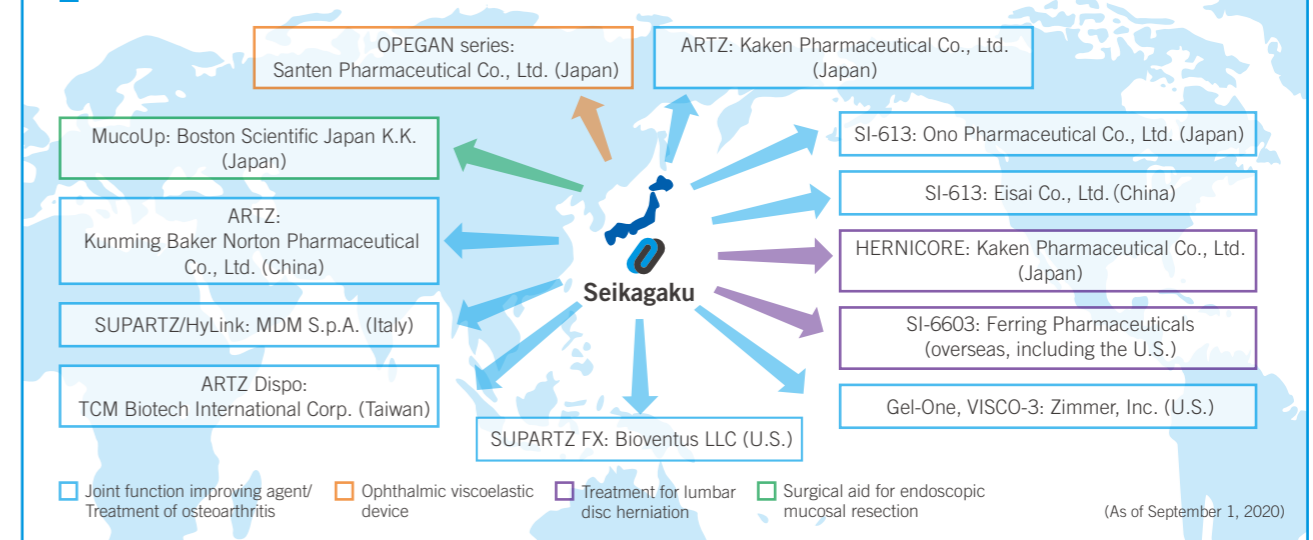 OPEGAN series:
Santen Pharmaceutical Co., Ltd. (Japan)
ARTZ: Kaken Pharmaceutical Co., Ltd.
(Japan)
MucoUp: Boston Scientific Japan K.K.
(Japan)
SI-613: Ono Pharmaceutical Co., Ltd. (Japan)
SI-613: Eisai Co., Ltd. (China)
ARTZ:
Kunming Baker Norton Pharmaceutical
Co., Ltd. (China)
HERNICORE: Kaken Pharmaceutical Co., Ltd.
(Japan)
Seikagaku
SUPARTZ/HyLink: MDM S.p.A. (Italy)
SI-6603: Ferring Pharmaceuticals
(overseas, including the U.S.)
ARTZ Dispo:
TCM Biotech International Corp. (Taiwan)
Gel-One, VISCO-3: Zimmer, Inc. (U.S.)
SUPARTZ FX: Bioventus LLC (U.S.)
Joint function improving agent/
Treatment of osteoarthritis
Ophthalmic viscoelastic
device
Treatment for lumbar
disc herniation
Surgical aid for endoscopic
mucosal resection
(As of September 1, 2020)